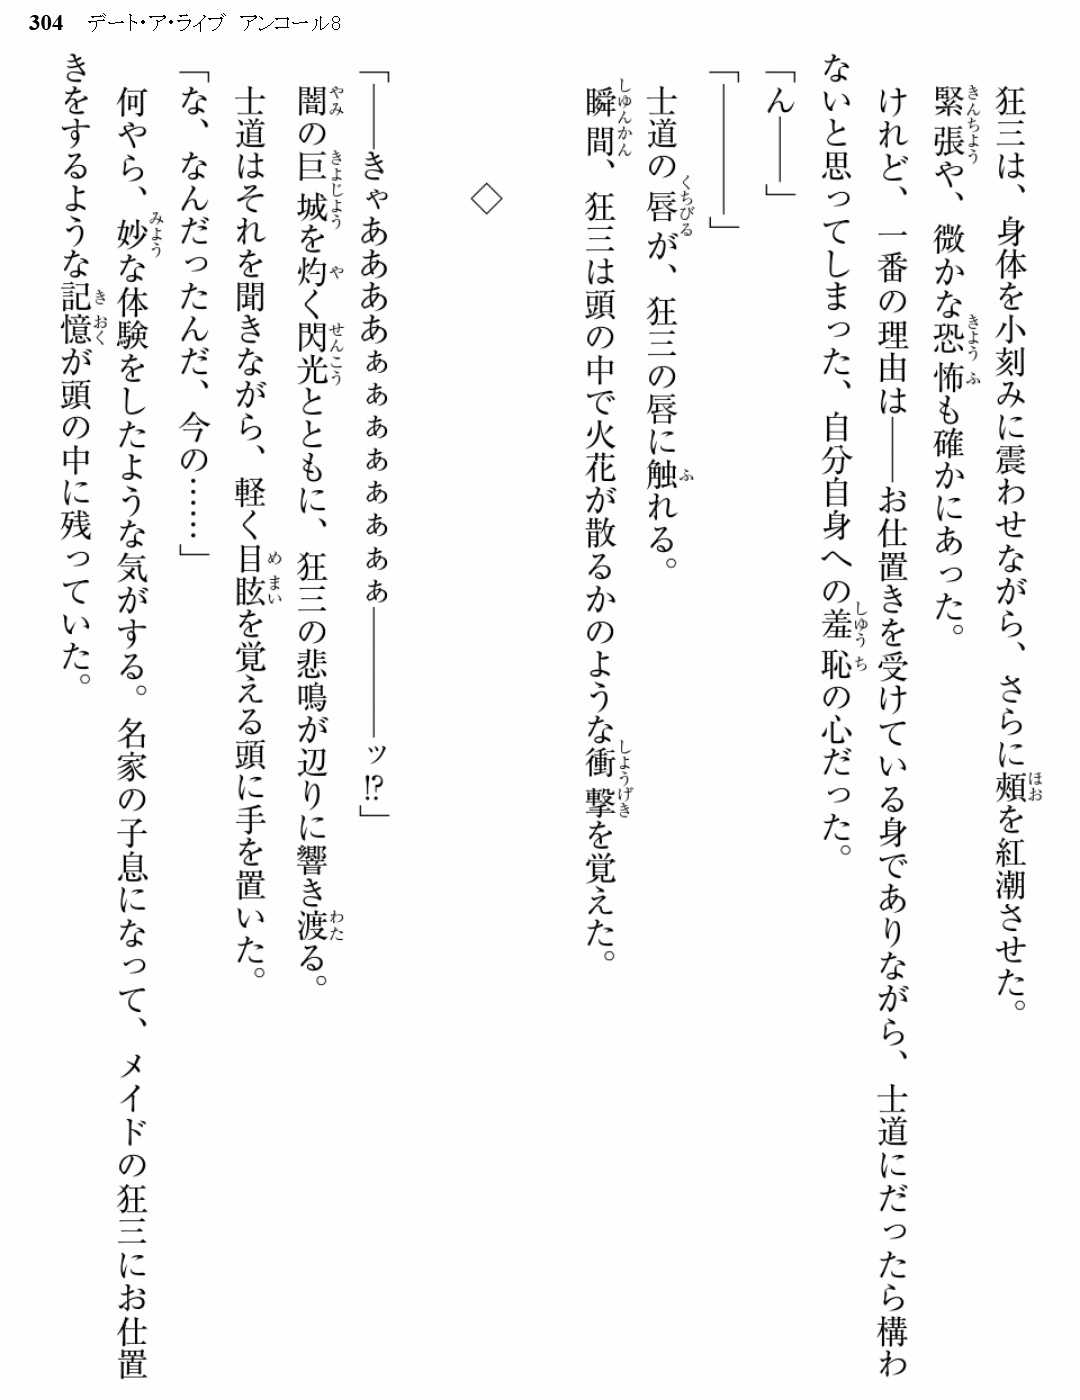 304 デート・ア・ライブ アンコール8
狂三は、身体を小刻みに震わせながら、さらに頰を紅潮させた。
緊張や、微かな恐怖も確かにあった。
けれど、一番の理由は――お仕置きを受けている身でありながら、士道にだったら構わ
ないと思ってしまった、自分自身への羞恥の心だった。
「ん――」
「――――」
士道の唇が、狂三の唇に触れる。
瞬間、狂三は頭の中で火花が散るかのような衝撃を覚えた。
◇
「――きゃああああぁぁぁぁぁぁぁぁ――――ッ!?」
闇の巨城を灼く閃光とともに、狂三の悲鳴が辺りに響き渡る。
士道はそれを聞きながら、軽く目眩を覚える頭に手を置いた。
「な、なんだったんだ、今の……」
何やら、妙な体験をしたような気がする。名家の子息になって、メイドの狂三にお仕置
きをするような記憶が頭の中に残っていた。